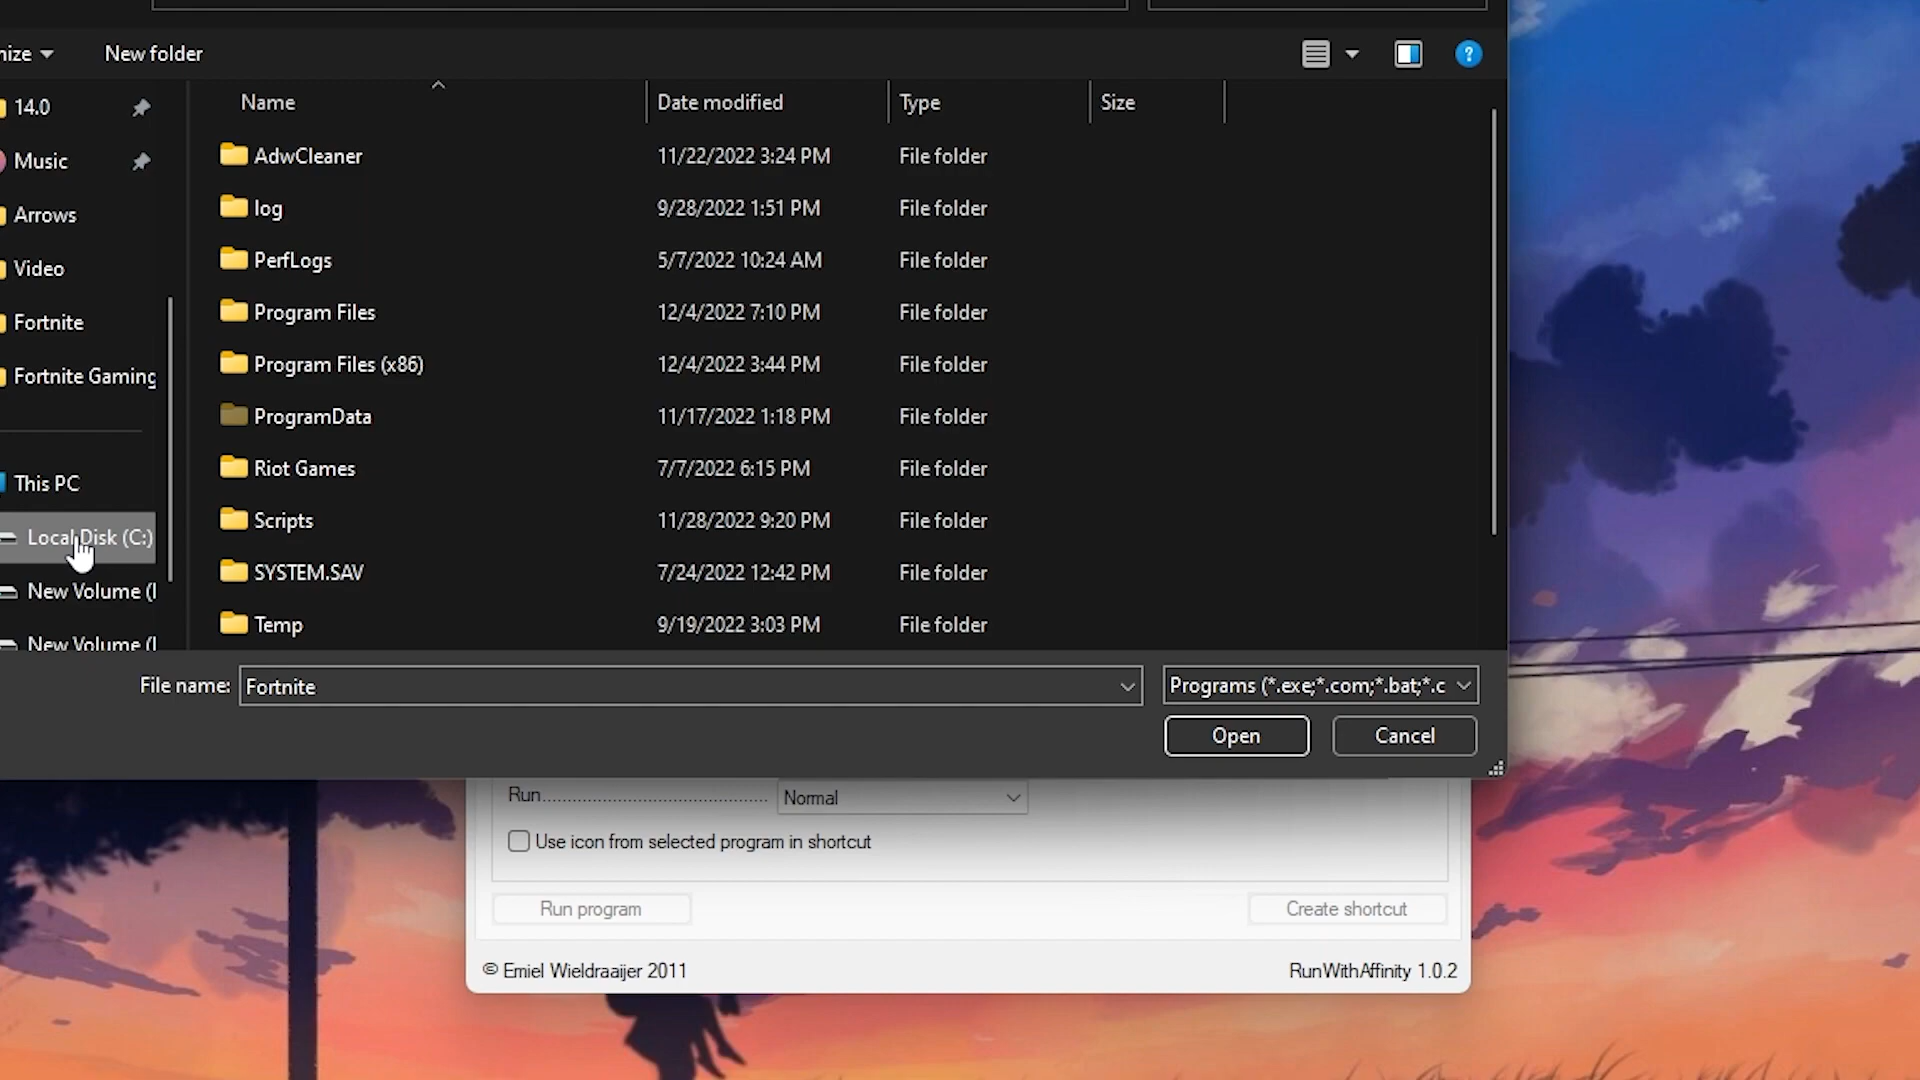 nize
New folder
?
Name
Date modified
Type
Size
14.0
Music
Arrows
Video
Fortnite
Fortnite Gaming
This PC
Local Disk (C:)
New Volume (
New Volume (
AdwCleaner 11/22/2022 3:24 PM File folder
log 9/28/2022 1:51 PM File folder
PerfLogs 5/7/2022 10:24 AM File folder
Program Files 12/4/2022 7:10 PM File folder
Program Files (x86) 12/4/2022 3:44 PM File folder
ProgramData 11/17/2022 1:18 PM File folder
Riot Games 7/7/2022 6:15 PM File folder
Scripts 11/28/2022 9:20 PM File folder
SYSTEM.SAV 7/24/2022 12:42 PM File folder
Temp 9/19/2022 3:03 PM File folder
File name: Fortnite
Programs (*.exe;*.com;*.bat;*.c
Open
Cancel
Run.......................................... Normal
Use icon from selected program in shortcut
Run program
Create shortcut
© Emiel Wieldraaijer 2011
RunWithAffinity 1.0.2